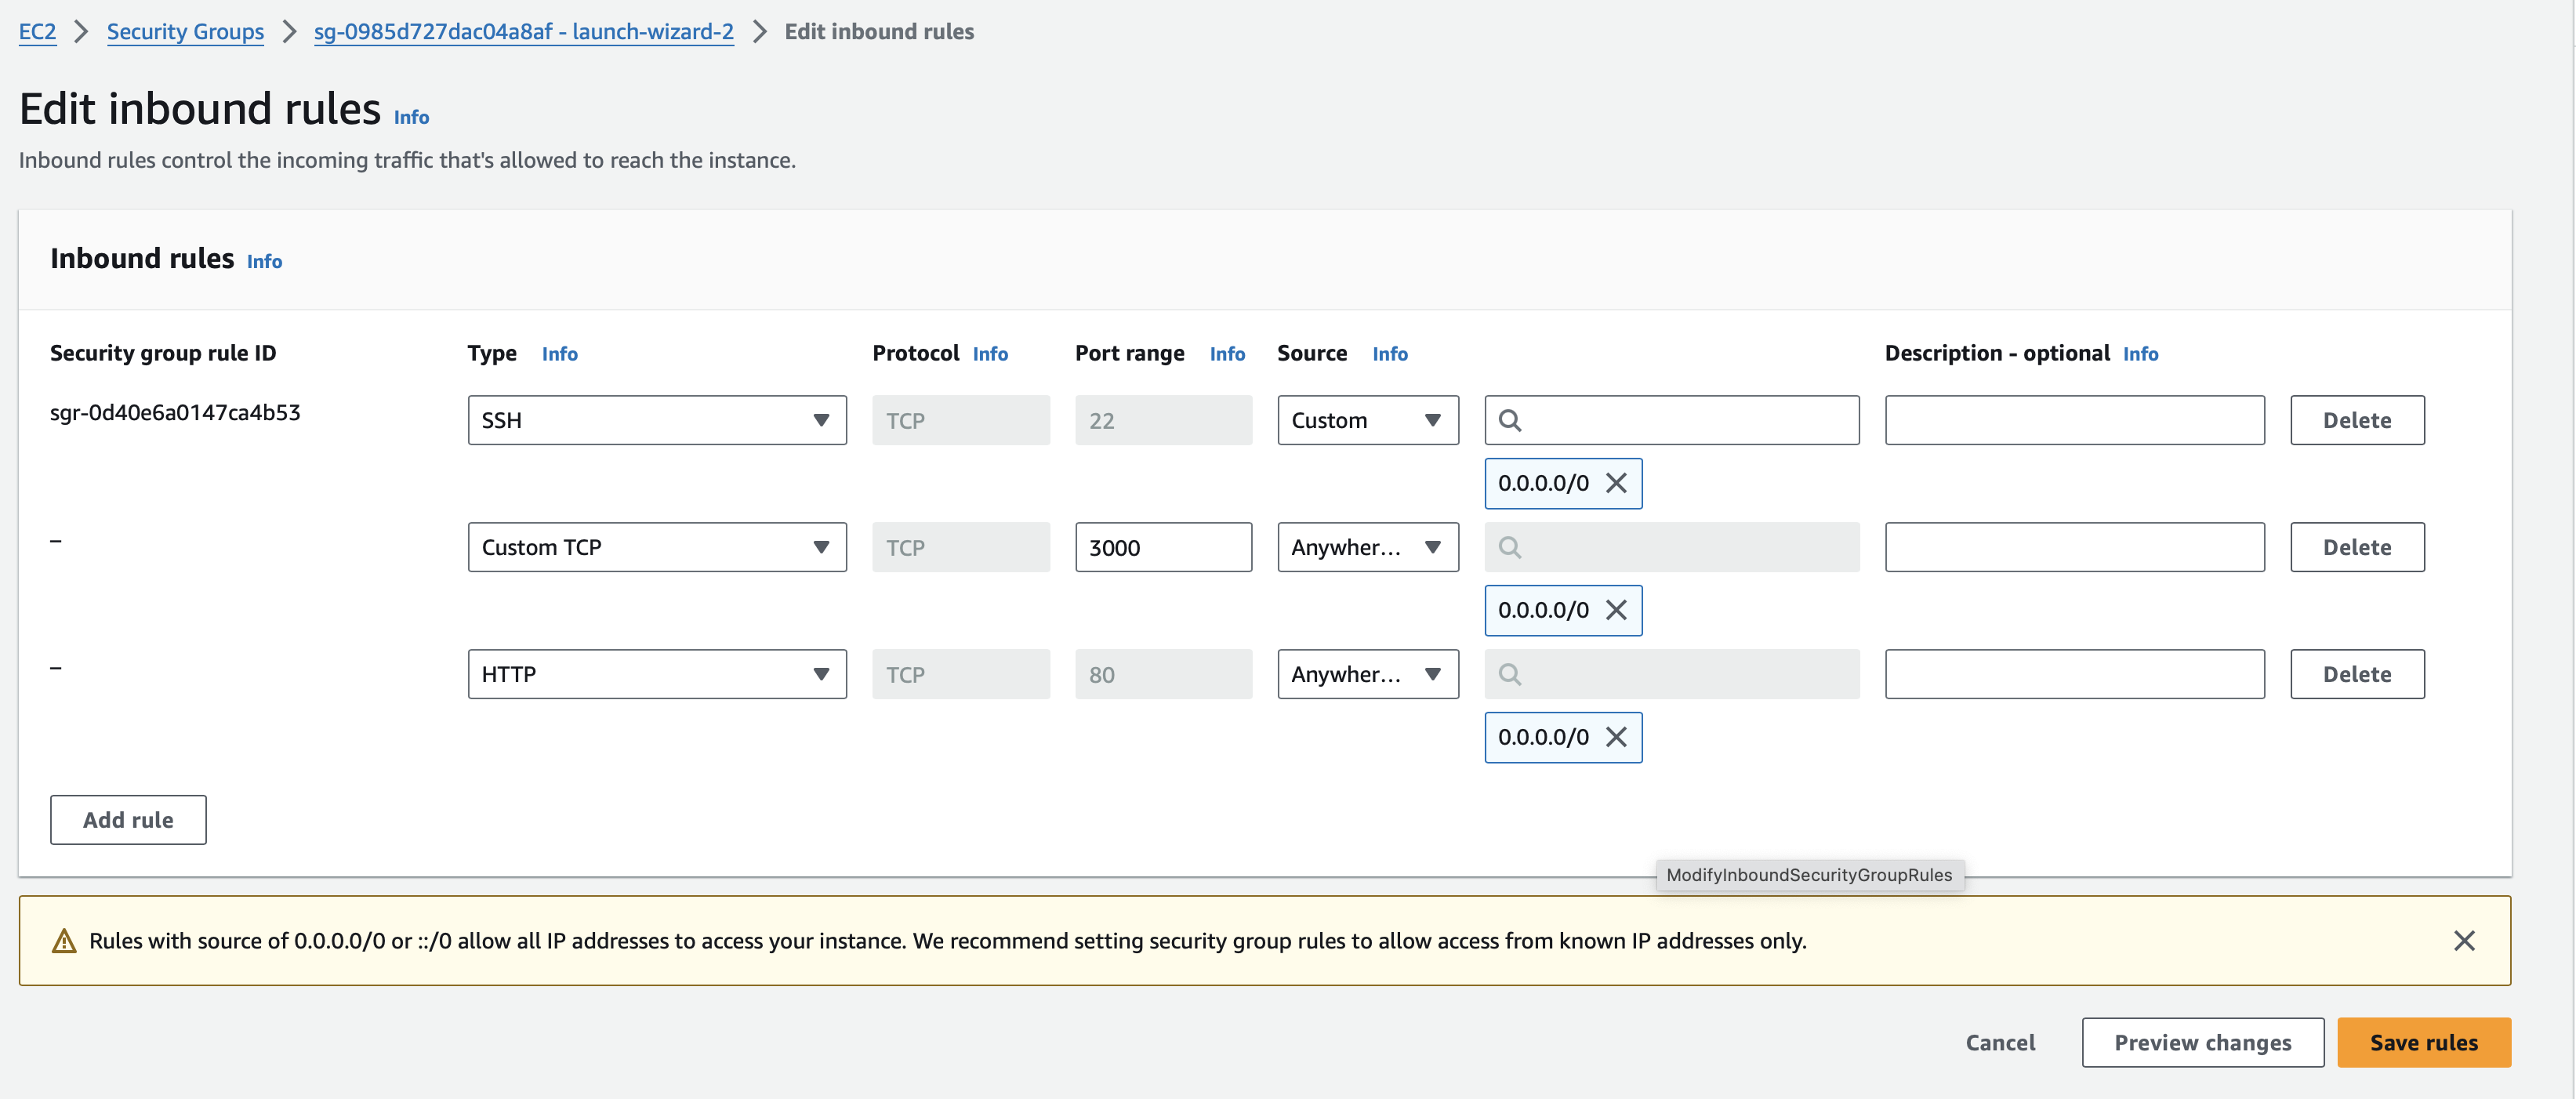 EC2 > Security Groups > sg-0985d727dac04a8af - launch-wizard-2 > Edit inbound rules
Edit inbound rules Info
Inbound rules control the incoming traffic that's allowed to reach the instance.
Inbound rules Info
Security group rule ID Type Info Protocol Info Port range Info Source Info Description - optional Info
sgr-0d40e6a0147ca4b53 SSH TCP 22 Custom Delete
0.0.0.0/0
– Custom TCP TCP 3000 Anywher... Delete
0.0.0.0/0
– HTTP TCP 80 Anywher... Delete
0.0.0.0/0
Add rule
ModifyInboundSecurityGroupRules
Rules with source of 0.0.0.0/0 or ::/0 allow all IP addresses to access your instance. We recommend setting security group rules to allow access from known IP addresses only.
Cancel Preview changes Save rules